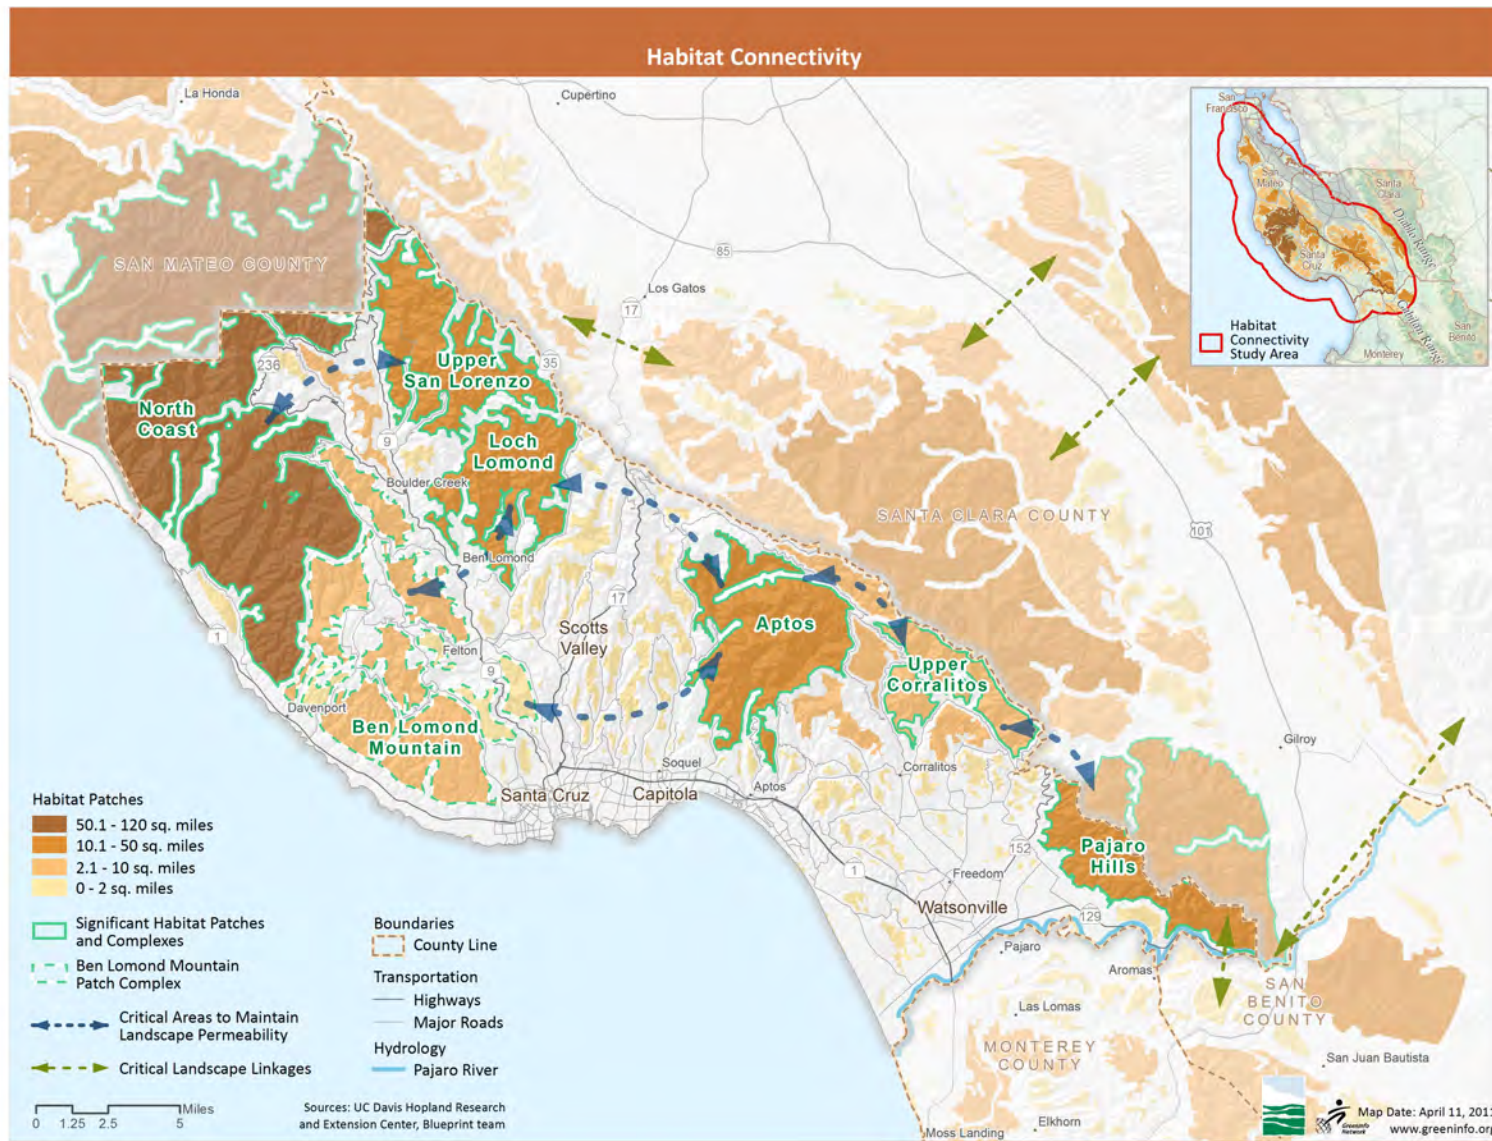 Habitat Connectivity
La Honda
Cupertino
San
Francisco
San
Mateo
Santa
Clara
Diablo Range
Santa
Cruz
Gabilan Range
San
Benito
Monterey
Habitat
Connectivity
Study Area
SAN MATEO COUNTY
85
Los Gatos
17
35
236
Upper
San Lorenzo
North
Coast
9
Loch
Lomond
Boulder Creek
SANTA CLARA COUNTY
101
Ben Lomond
17
Scotts
Valley
Aptos
1
Felton
9
Upper
Corralitos
Davenport
Ben Lomond
Mountain
Gilroy
Soquel
Corralitos
Santa Cruz
Capitola
Aptos
Habitat Patches
50.1 - 120 sq. miles
10.1 - 50 sq. miles
2.1 - 10 sq. miles
0 - 2 sq. miles
Significant Habitat Patches
and Complexes
Ben Lomond Mountain
Patch Complex
Critical Areas to Maintain
Landscape Permeability
Critical Landscape Linkages
Boundaries
County Line
Transportation
Highways
Major Roads
Hydrology
Pajaro River
152
Pajaro
Hills
1
Freedom
Watsonville
129
Pajaro
Aromas
SAN
BENITO
COUNTY
Las Lomas
MONTEREY
COUNTY
San Juan Bautista
Elkhorn
Moss Landing
Miles
0 1.25 2.5 5
Sources: UC Davis Hopland Research
and Extension Center, Blueprint team
GreenInfo
Network
Map Date: April 11, 2011
www.greeninfo.org